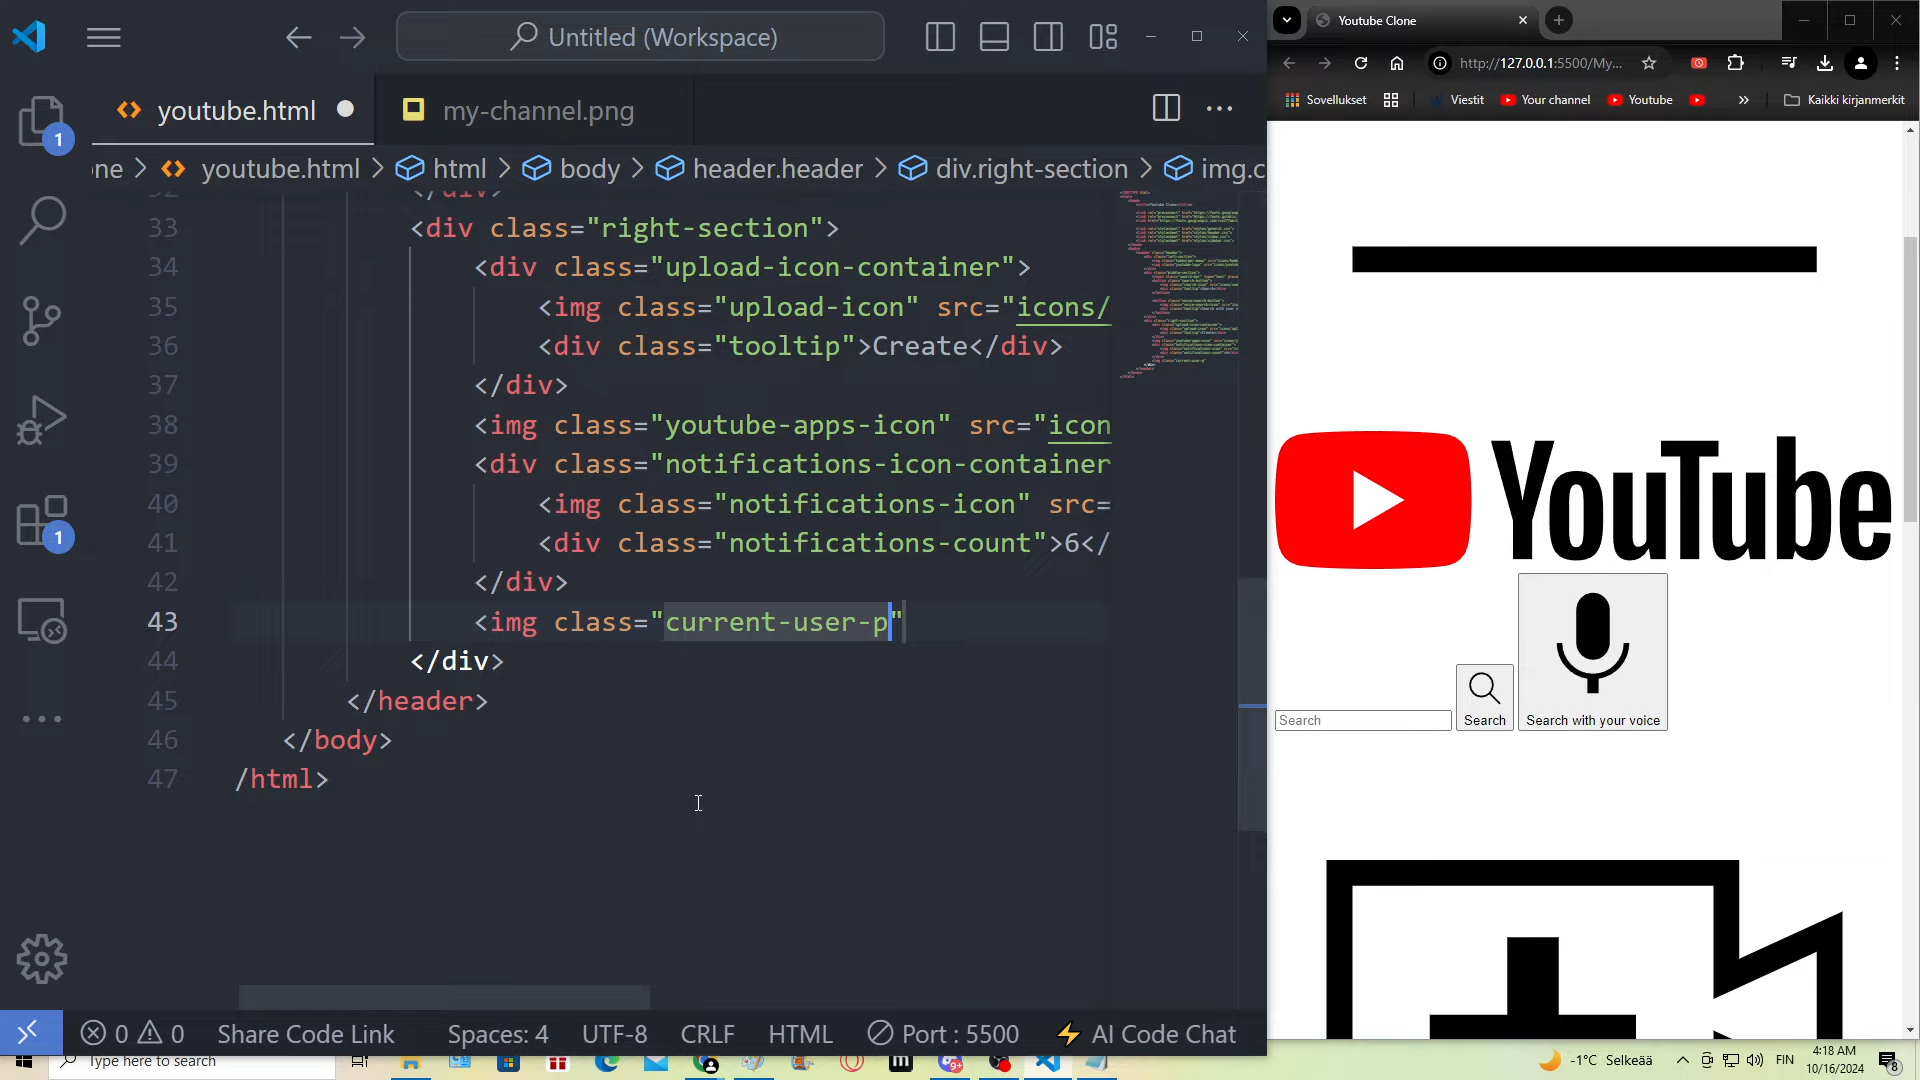 Untitled (Workspace)
youtube.html
my-channel.png
ne > youtube.html > html > body > header.header > div.right-section > img.c
32 </div>
33 <div class="right-section">
34 <div class="upload-icon-container">
35 <img class="upload-icon" src="icons/
36 <div class="tooltip">Create</div>
37 </div>
38 <img class="youtube-apps-icon" src="icon
39 <div class="notifications-icon-container
40 <img class="notifications-icon" src=
41 <div class="notifications-count">6</
42 </div>
43 <img class="current-user-p"
44 </div>
45 </header>
46 </body>
47 /html>
1
1
0 0 Share Code Link Spaces: 4 UTF-8 CRLF HTML Port : 5500 AI Code Chat
Youtube Clone
http://127.0.0.1:5500/My...
Sovellukset Viestit Your channel Youtube » Kaikki kirjanmerkit
YouTube
Search
Search
Search with your voice
Type here to search
9+
-1°C Selkeää
FIN
4:18 AM
10/16/2024
8